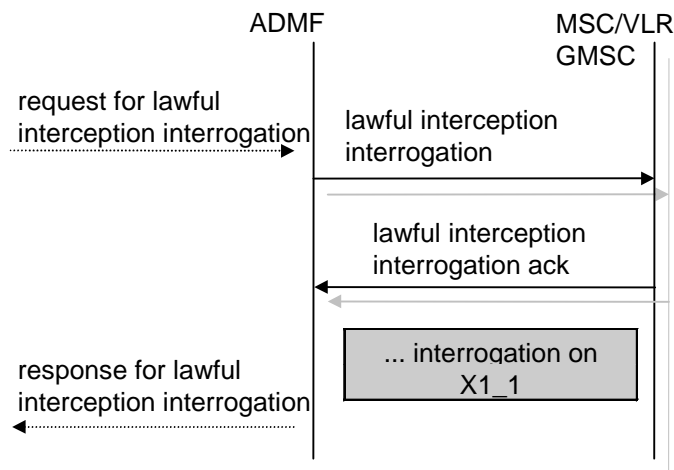 ADMF
MSC/VLR
GMSC
request for lawful
interception interrogation
lawful interception
interrogation
lawful interception
interrogation ack
... interrogation on
X1_1
response for lawful
interception interrogation